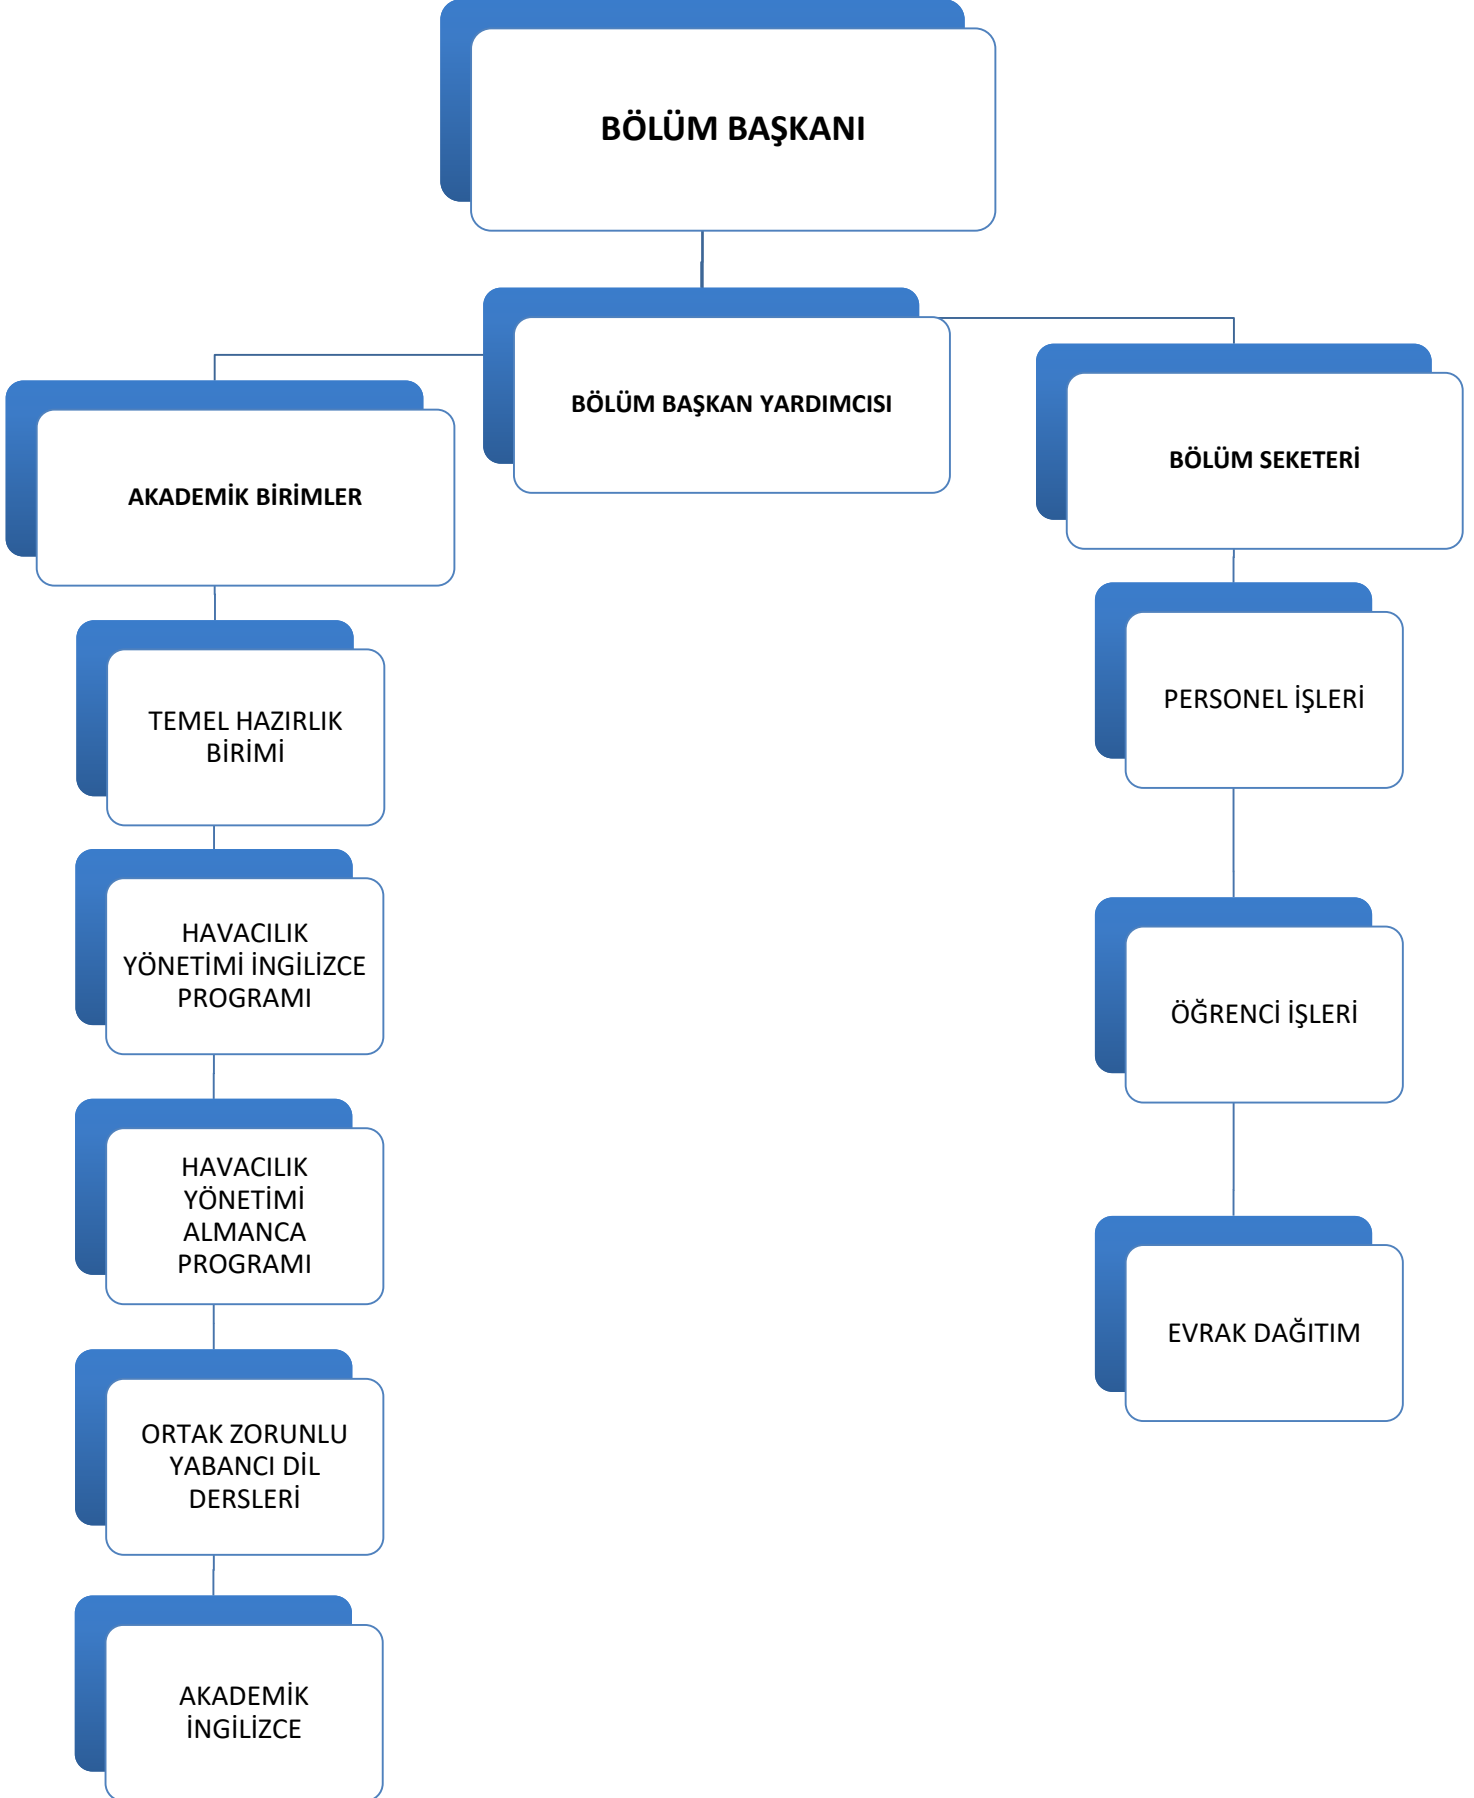 BÖLÜM BAŞKANI
BÖLÜM BAŞKAN YARDIMCISI
AKADEMİK BİRİMLER
BÖLÜM SEKETERİ
TEMEL HAZIRLIK
BİRİMİ
HAVACILIK
YÖNETİMİ İNGİLİZCE
PROGRAMI
HAVACILIK
YÖNETİMİ
ALMANCA
PROGRAMI
ORTAK ZORUNLU
YABANCI DİL
DERSLERİ
AKADEMİK
İNGİLİZCE
PERSONEL İŞLERİ
ÖĞRENCİ İŞLERİ
EVRAK DAĞITIM